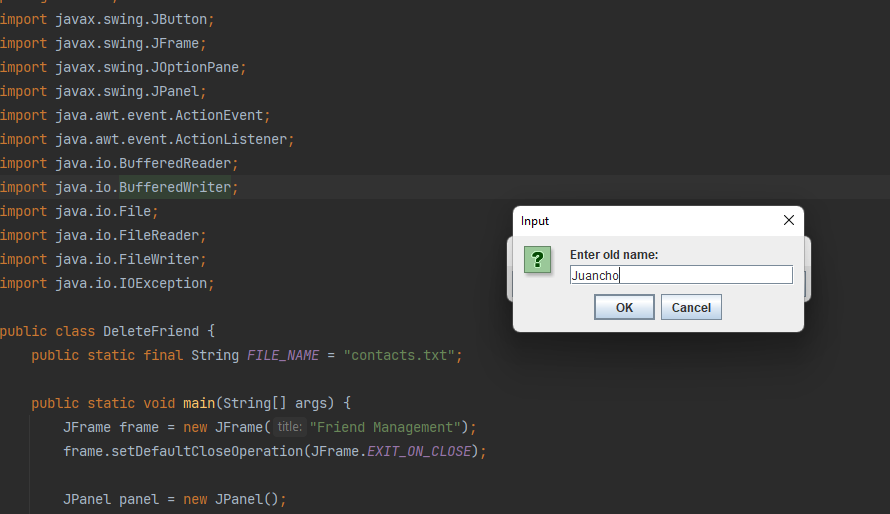 import javax.swing.JButton;
import javax.swing.JFrame;
import javax.swing.JOptionPane;
import javax.swing.JPanel;
import java.awt.event.ActionEvent;
import java.awt.event.ActionListener;
import java.io.BufferedReader;
import java.io.BufferedWriter;
import java.io.File;
import java.io.FileReader;
import java.io.FileWriter;
import java.io.IOException;
public class DeleteFriend {
public static final String FILE_NAME = "contacts.txt";
public static void main(String[] args) {
JFrame frame = new JFrame( title: "Friend Management");
frame.setDefaultCloseOperation(JFrame.EXIT_ON_CLOSE);
JPanel panel = new JPanel();
Input
?
Enter old name:
Juancho
OK Cancel